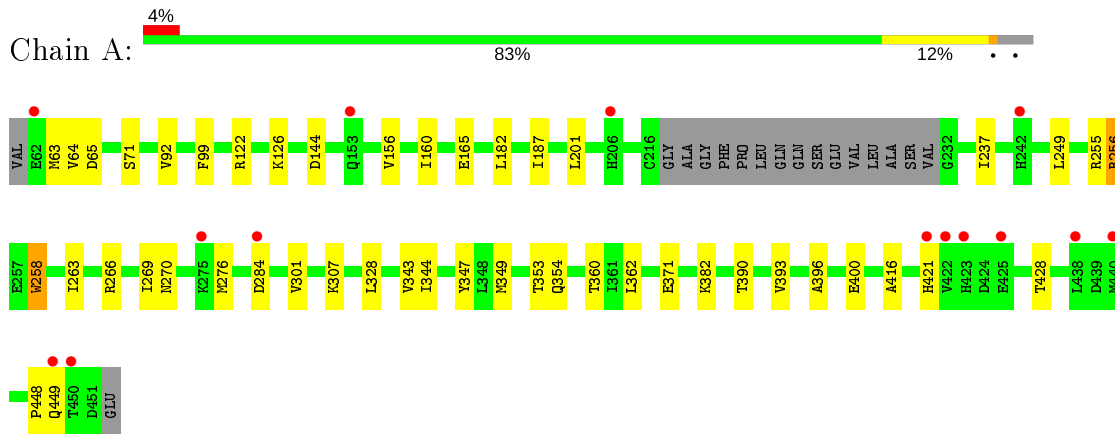 4%
Chain A:
83% 12% • •
VAL E62 M63 V64 D65 S71 V92 F99 R122 K126 D144 Q153 V156 I160 E165 L182 I187 L201 H206 C216 GLY ALA GLY PHE PRO LEU GLN GLN SER GLU VAL LEU ALA SER VAL G232 I237 H242 L249 R255
E257 W258 I263 R266 I269 N270 K275 M276 D284 V301 K307 L328 V343 I344 Y347 L348 M349 T353 Q354 T360 I361 L362 E371 K382 T390 V393 A396 E400 A416 H421 V422 H423 D424 E425 T428 L438 D439 M440
P448 Q449 T450 D451 GLU